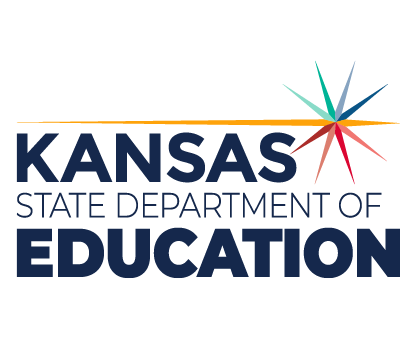 KANSAS
STATE DEPARTMENT OF
EDUCATION